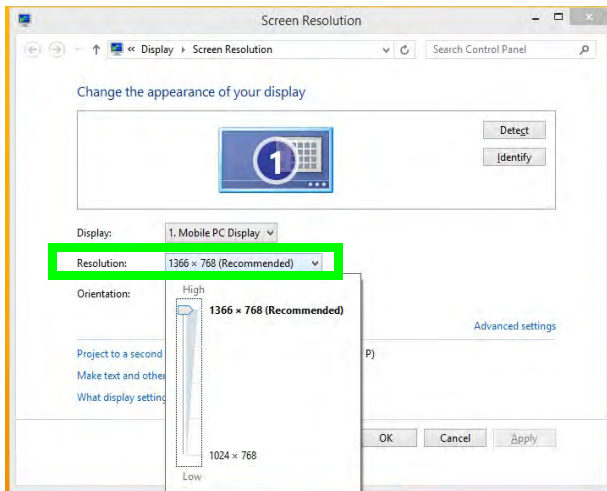 Screen Resolution
« Display Screen Resolution
Search Control Panel
Change the appearance of your display
Detect
1
Identify
Display: 1. Mobile PC Display
Resolution: 1366 × 768 (Recommended)
Orientation:
High
1366 × 768 (Recommended)
Advanced settings
Project to a second P)
Make text and other
What display setting
OK Cancel Apply
1024 × 768
Low